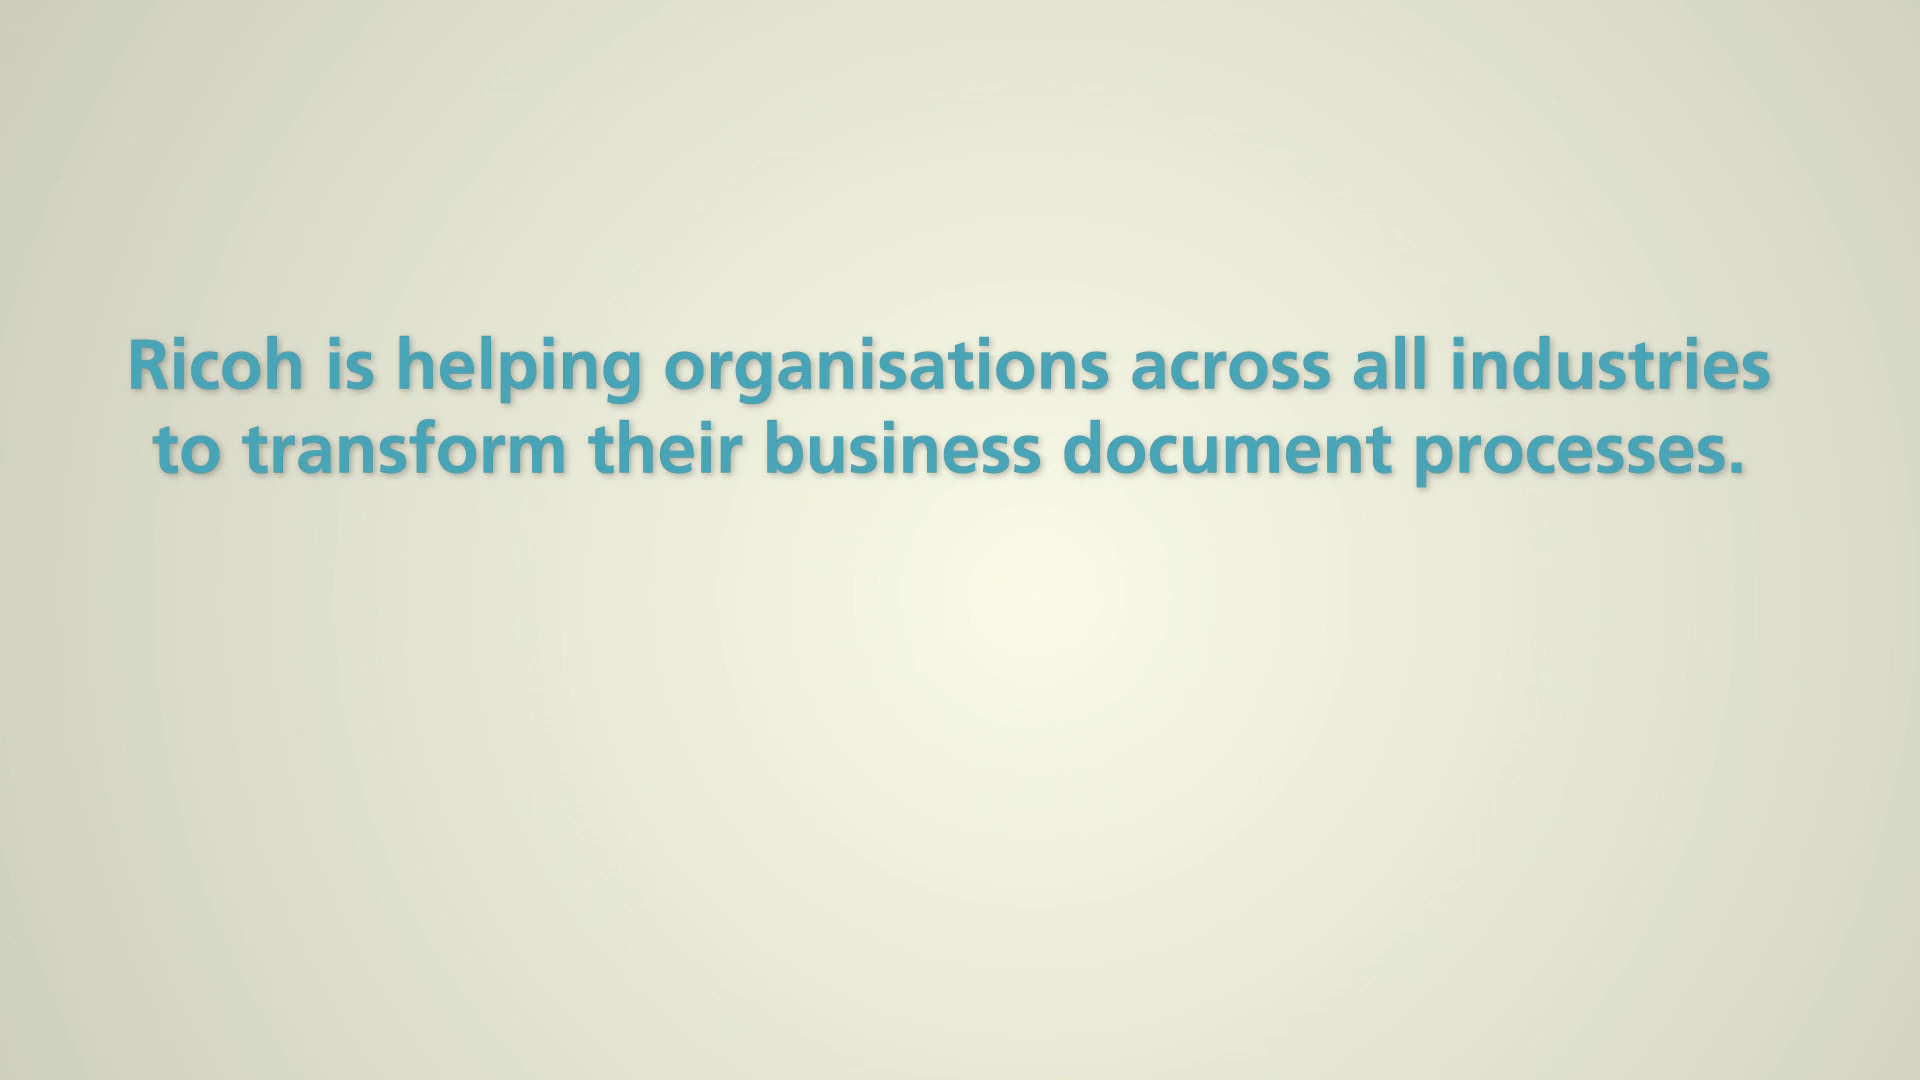 Ricoh is helping organisations across all industries
to transform their business document processes.